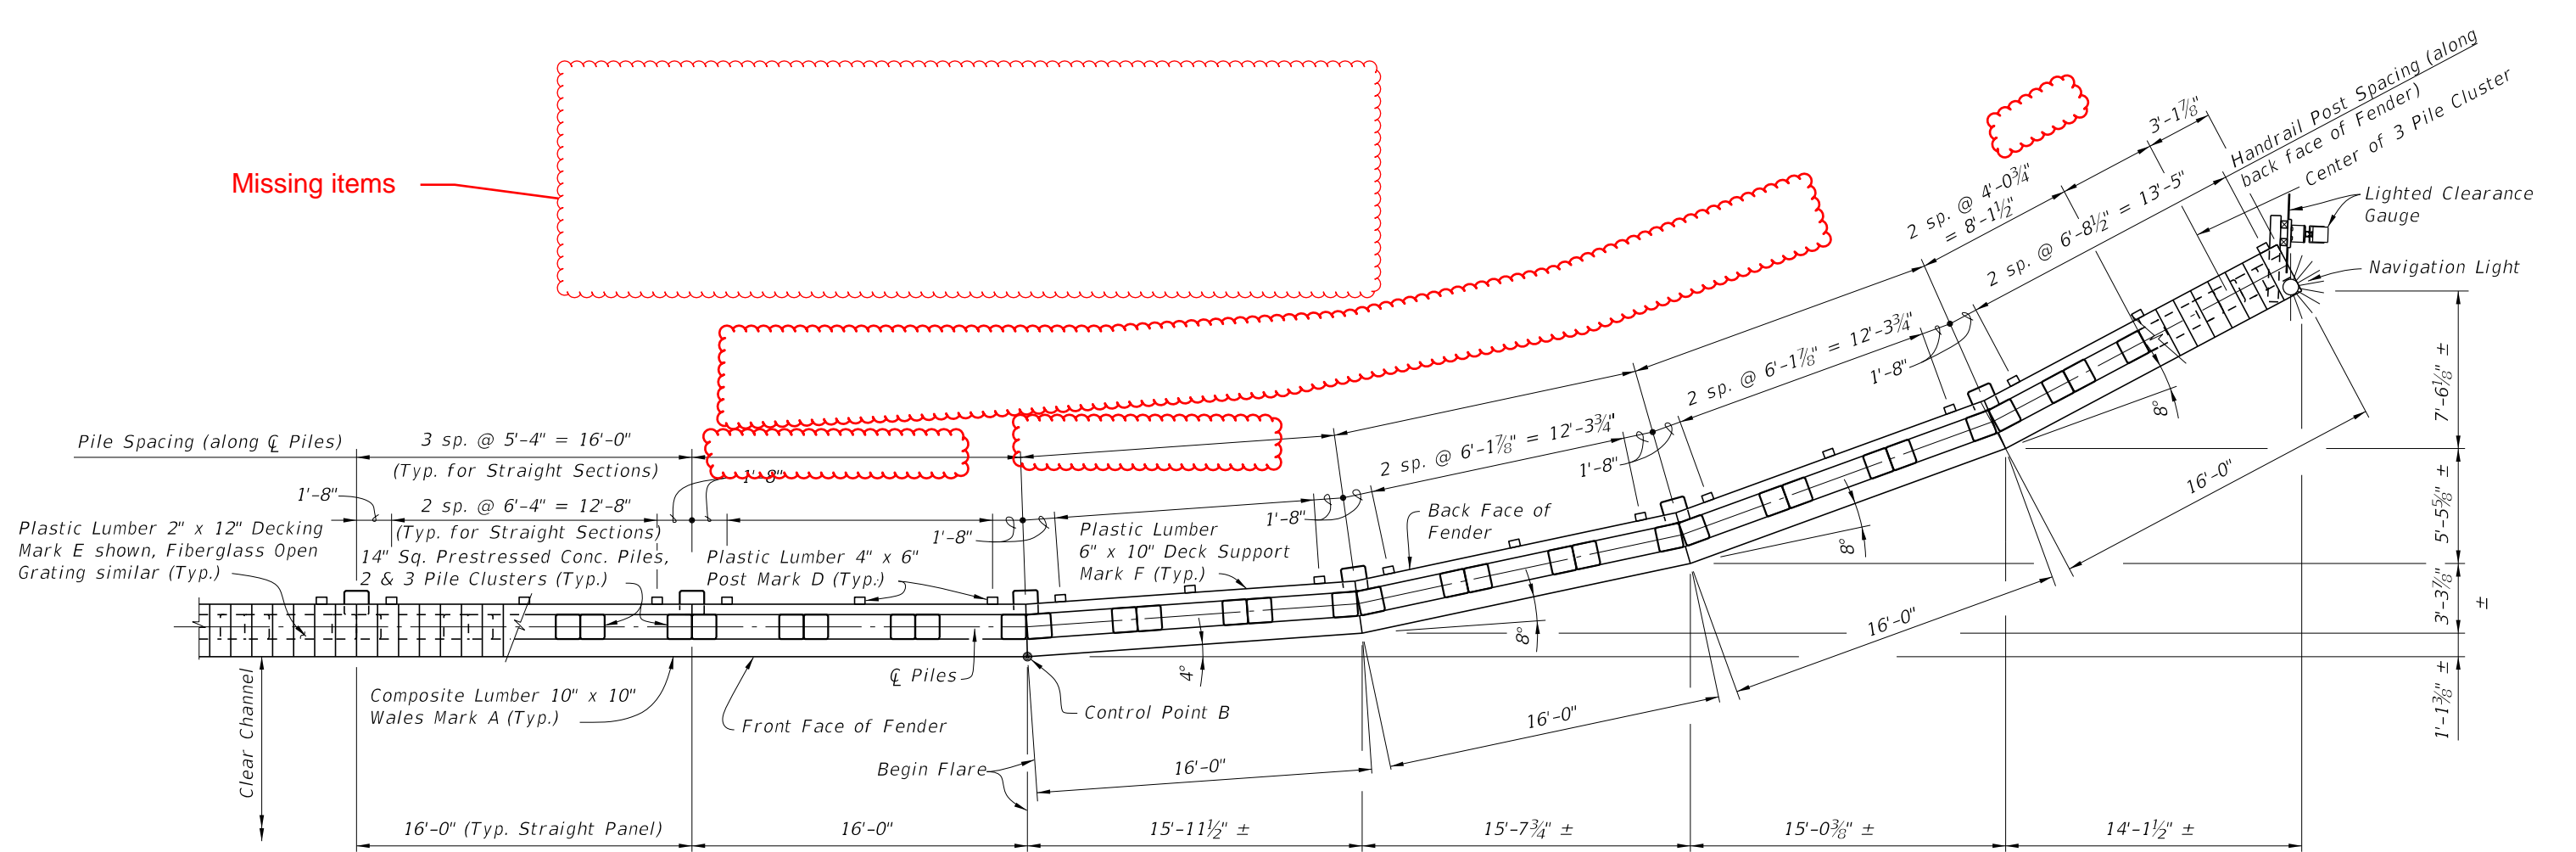 Missing items
Handrail Post Spacing (along
back face of Fender)
Center of 3 Pile Cluster
3'-1⅞"
2 sp. @ 4'-0¾"
= 8'-1½"
2 sp. @ 6'-8½" = 13'-5"
Lighted Clearance
Gauge
Navigation Light
2 sp. @ 6'-1⅞" = 12'-3¾"
1'-8"
2 sp. @ 6'-1⅞" = 12'-3¾"
1'-8"
1'-8"
Pile Spacing (along ℄ Piles)
3 sp. @ 5'-4" = 16'-0"
(Typ. for Straight Sections)
1'-8"
1'-8"
2 sp. @ 6'-4" = 12'-8"
(Typ. for Straight Sections)
1'-8"
Plastic Lumber 2" x 12" Decking
Mark E shown, Fiberglass Open
Grating similar (Typ.)
14" Sq. Prestressed Conc. Piles,
2 & 3 Pile Clusters (Typ.)
Plastic Lumber 4" x 6"
Post Mark D (Typ.)
Plastic Lumber
6" x 10" Deck Support
Mark F (Typ.)
Back Face of
Fender
8°
8°
8°
4°
7'-6⅛" ±
5'-5⅝" ±
3'-3⅞"
±
1'-1⅜" ±
16'-0"
16'-0"
16'-0"
16'-0"
℄ Piles
Composite Lumber 10" x 10"
Wales Mark A (Typ.)
Front Face of Fender
Control Point B
Clear Channel
Begin Flare
16'-0" (Typ. Straight Panel)
16'-0"
15'-11½" ±
15'-7¾" ±
15'-0⅜" ±
14'-1½" ±